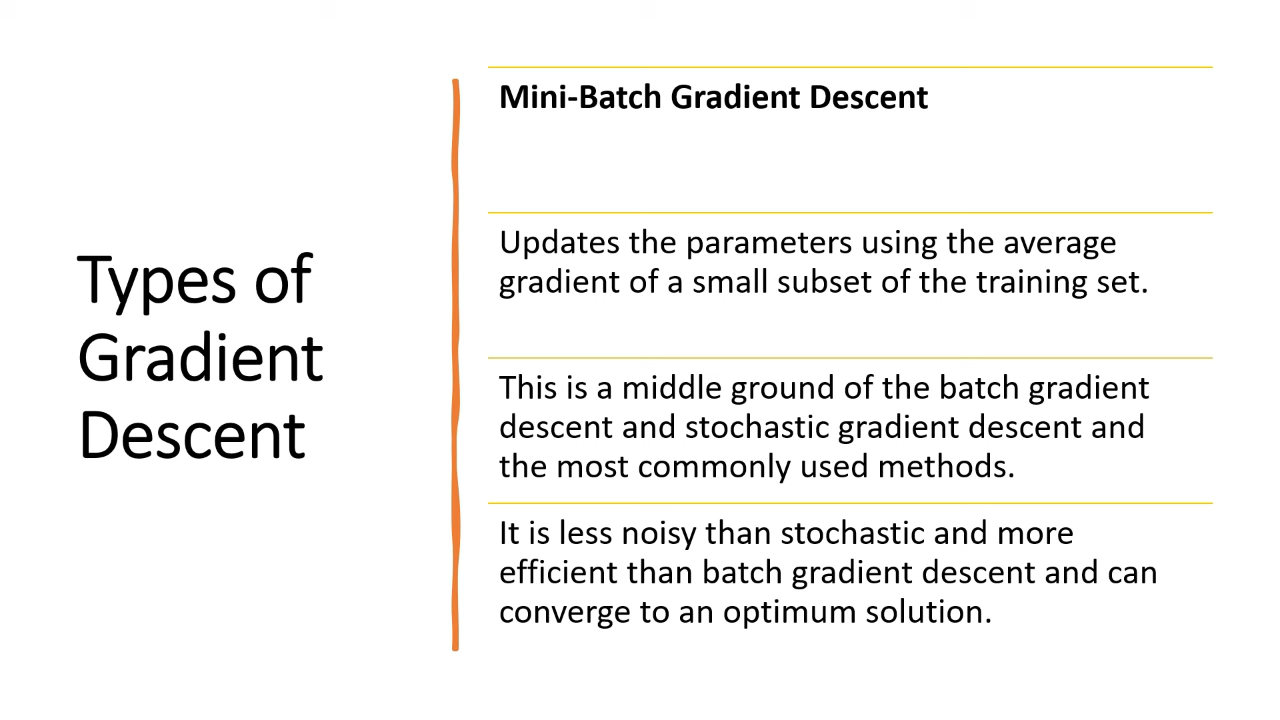 Types of
Gradient
Descent
Mini-Batch Gradient Descent
Updates the parameters using the average
gradient of a small subset of the training set.
This is a middle ground of the batch gradient
descent and stochastic gradient descent and
the most commonly used methods.
It is less noisy than stochastic and more
efficient than batch gradient descent and can
converge to an optimum solution.